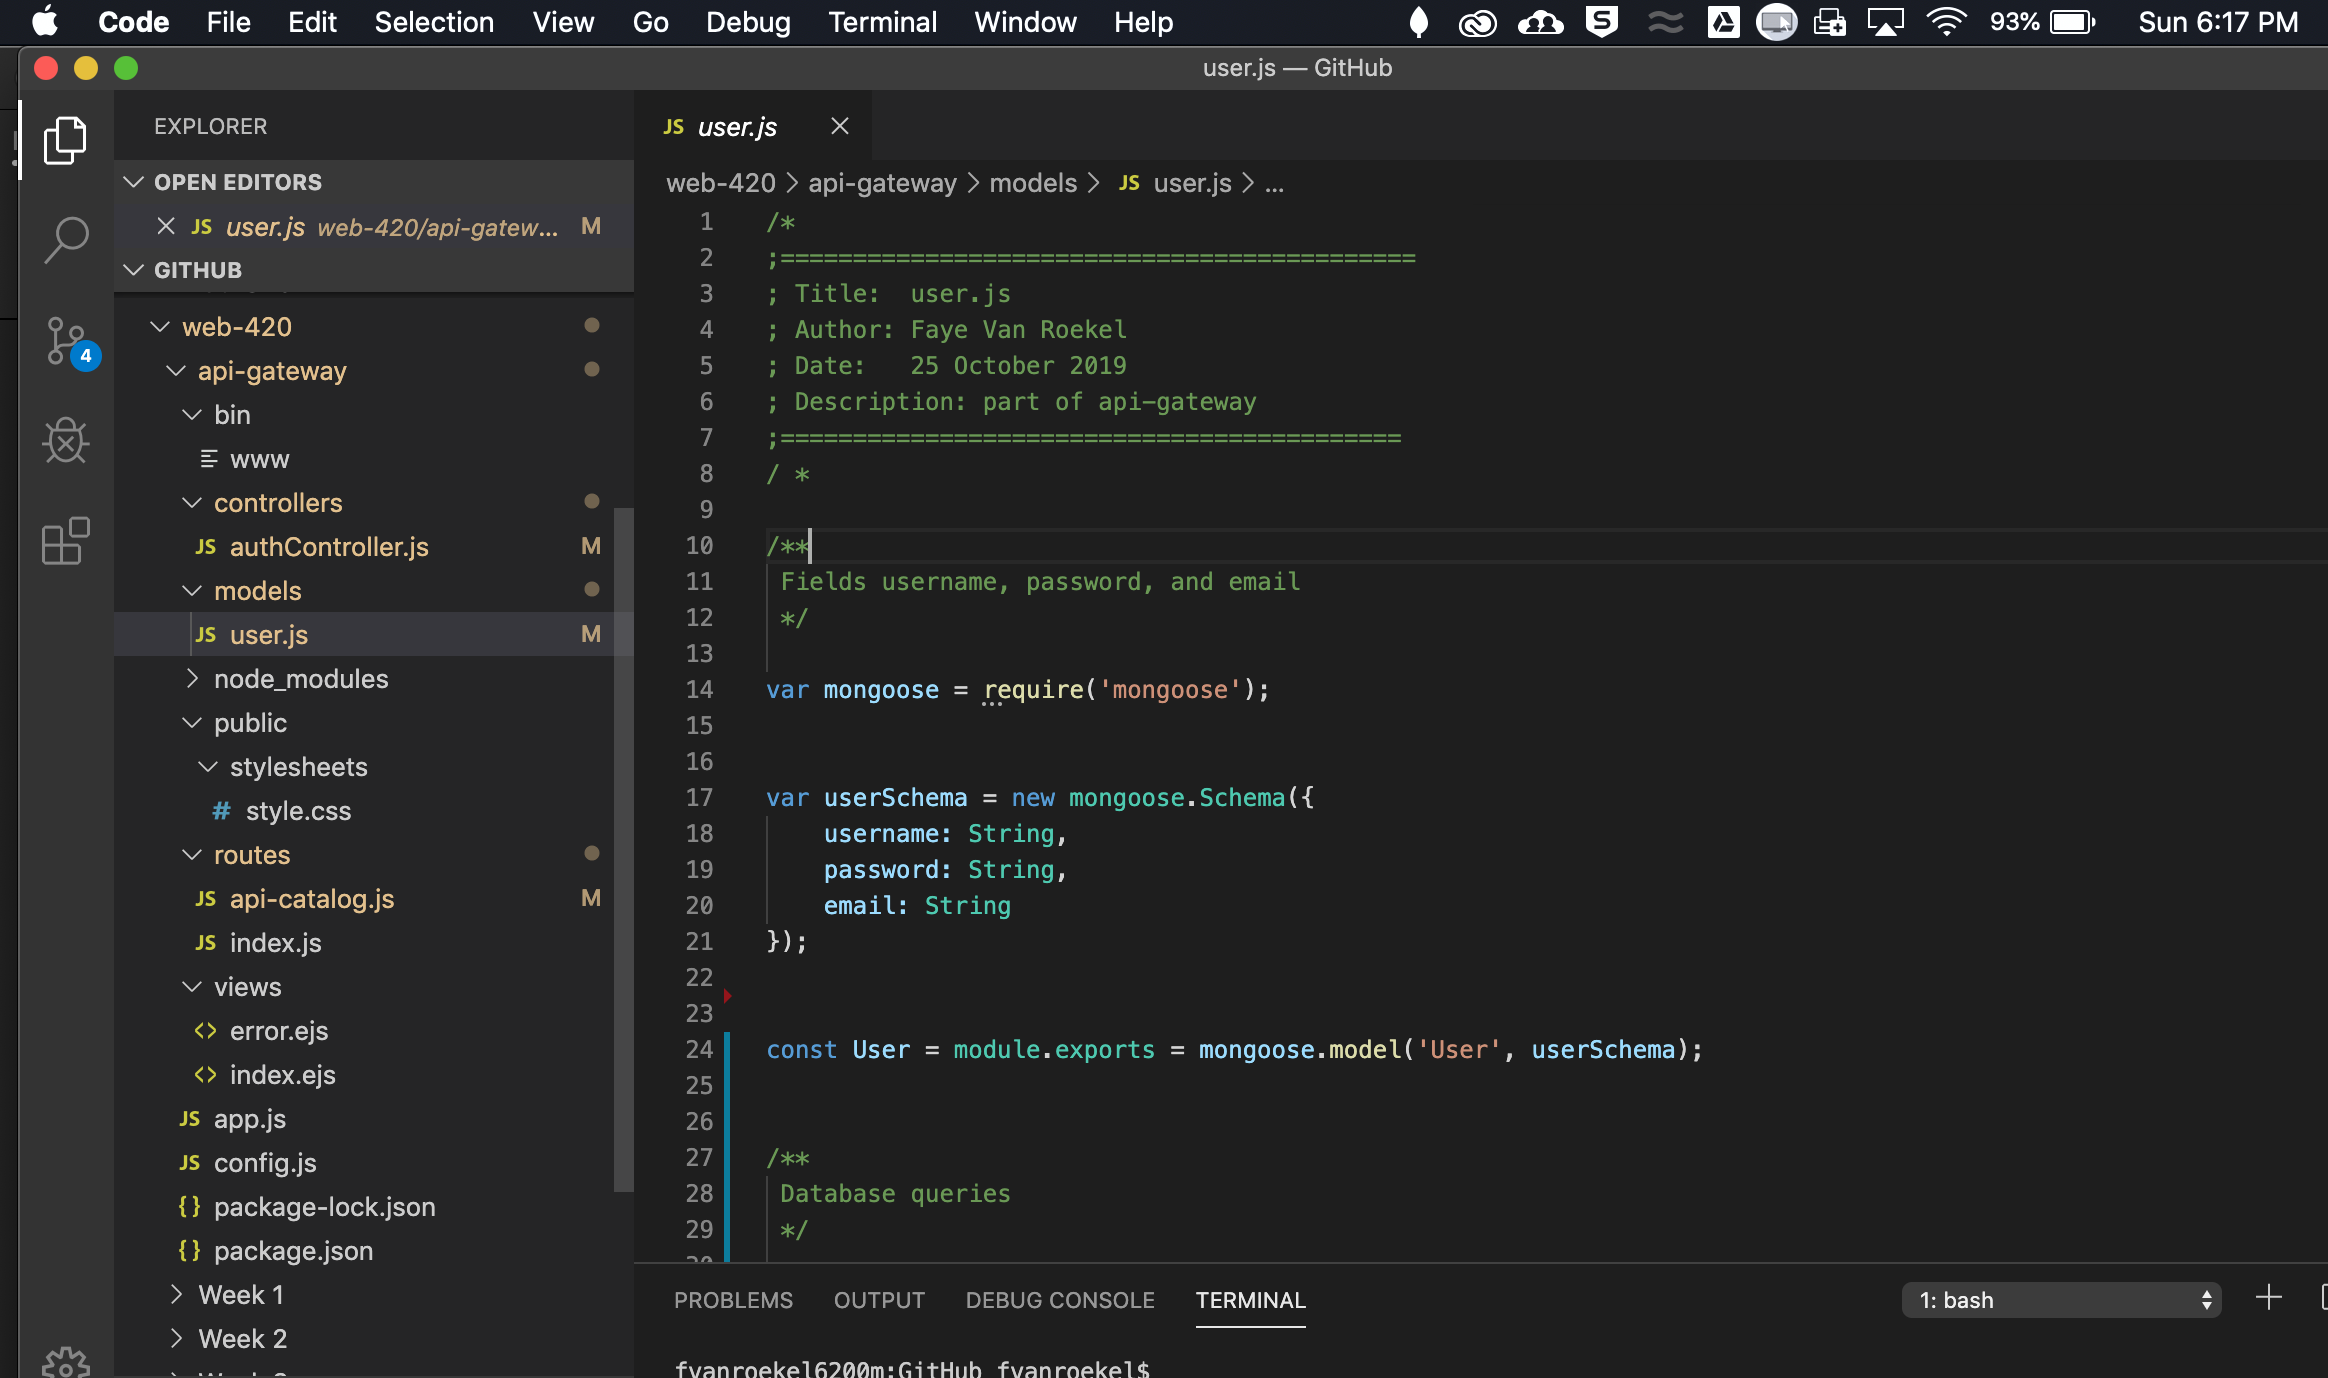 Code File Edit Selection View Go Debug Terminal Window Help 93% Sun 6:17 PM
user.js — GitHub
EXPLORER
OPEN EDITORS
JS user.js web-420/api-gatew... M
GITHUB
web-420
api-gateway
bin
www
controllers
JS authController.js M
models
JS user.js M
node_modules
public
stylesheets
# style.css
routes
JS api-catalog.js M
JS index.js
views
<> error.ejs
<> index.ejs
JS app.js
JS config.js
{} package-lock.json
{} package.json
Week 1
Week 2
4
JS user.js
web-420 > api-gateway > models > JS user.js > ...
1 /*
2 ;============================================
3 ; Title:  user.js
4 ; Author: Faye Van Roekel
5 ; Date:   25 October 2019
6 ; Description: part of api-gateway
7 ;===========================================
8 / *
9
10 /**
11 Fields username, password, and email
12 */
13
14 var mongoose = require('mongoose');
15
16
17 var userSchema = new mongoose.Schema({
18     username: String,
19     password: String,
20     email: String
21 });
22
23
24 const User = module.exports = mongoose.model('User', userSchema);
25
26
27 /**
28 Database queries
29 */
PROBLEMS OUTPUT DEBUG CONSOLE TERMINAL 1: bash
fvanroekel6200m:GitHub fvanroekel$